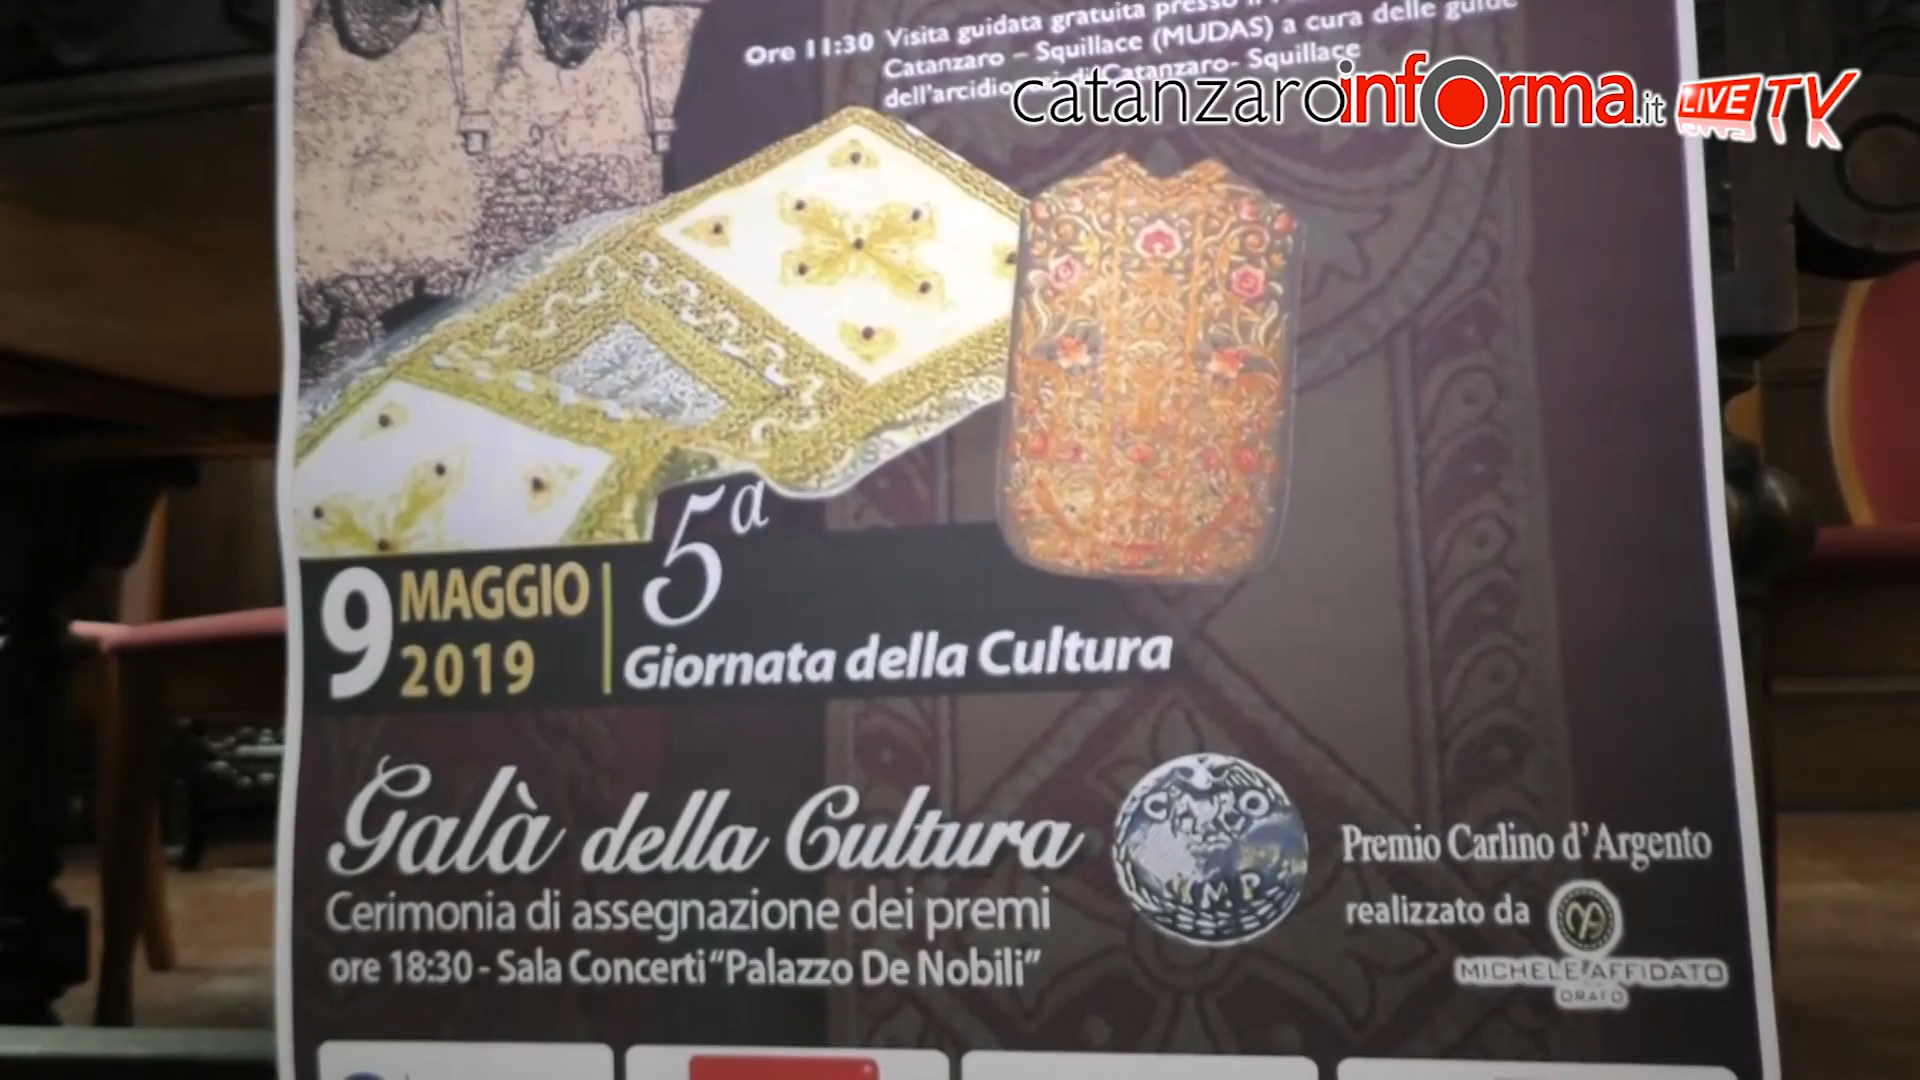 Ore 11:30 Visita guidata gratuita presso il
Catanzaro – Squillace (MUDAS) a cura delle guide
Catanzaro- Squillace
catanzaroinforma.it LIVE TV
5ª
9 MAGGIO
2019
Giornata della Cultura
Galà della Cultura
Cerimonia di assegnazione dei premi
ore 18:30 - Sala Concerti "Palazzo De Nobili"
IMP
Premio Carlino d'Argento
realizzato da
MICHELE AFFIDATO
ORAFO